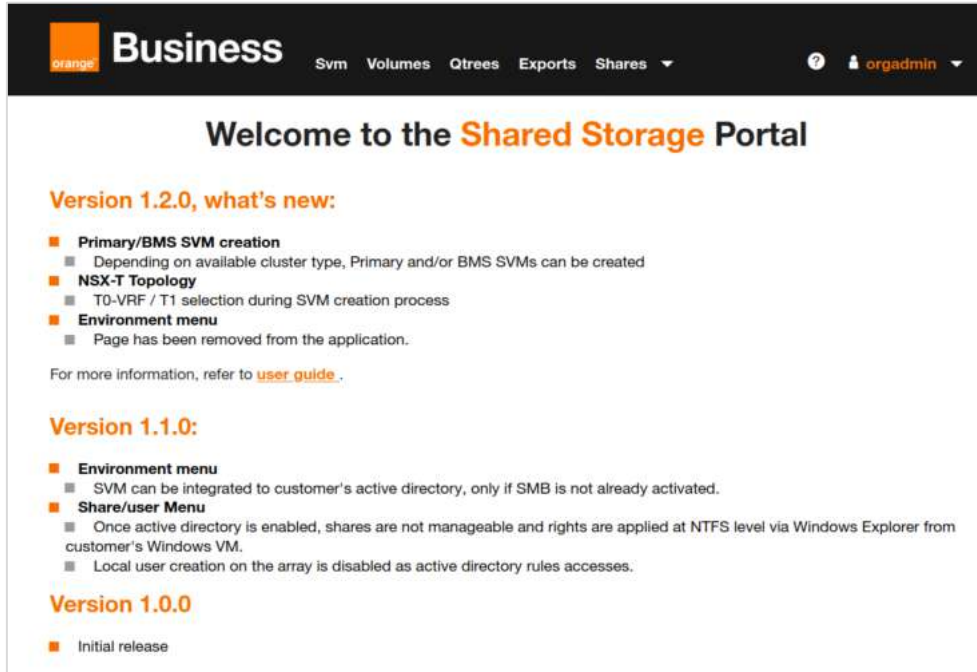 orange
Business
Svm Volumes Qtrees Exports Shares
? orgadmin
Welcome to the Shared Storage Portal
Version 1.2.0, what's new:
Primary/BMS SVM creation
Depending on available cluster type, Primary and/or BMS SVMs can be created
NSX-T Topology
T0-VRF / T1 selection during SVM creation process
Environment menu
Page has been removed from the application.
For more information, refer to user guide .
Version 1.1.0:
Environment menu
SVM can be integrated to customer's active directory, only if SMB is not already activated.
Share/user Menu
Once active directory is enabled, shares are not manageable and rights are applied at NTFS level via Windows Explorer from
customer's Windows VM.
Local user creation on the array is disabled as active directory rules accesses.
Version 1.0.0
Initial release